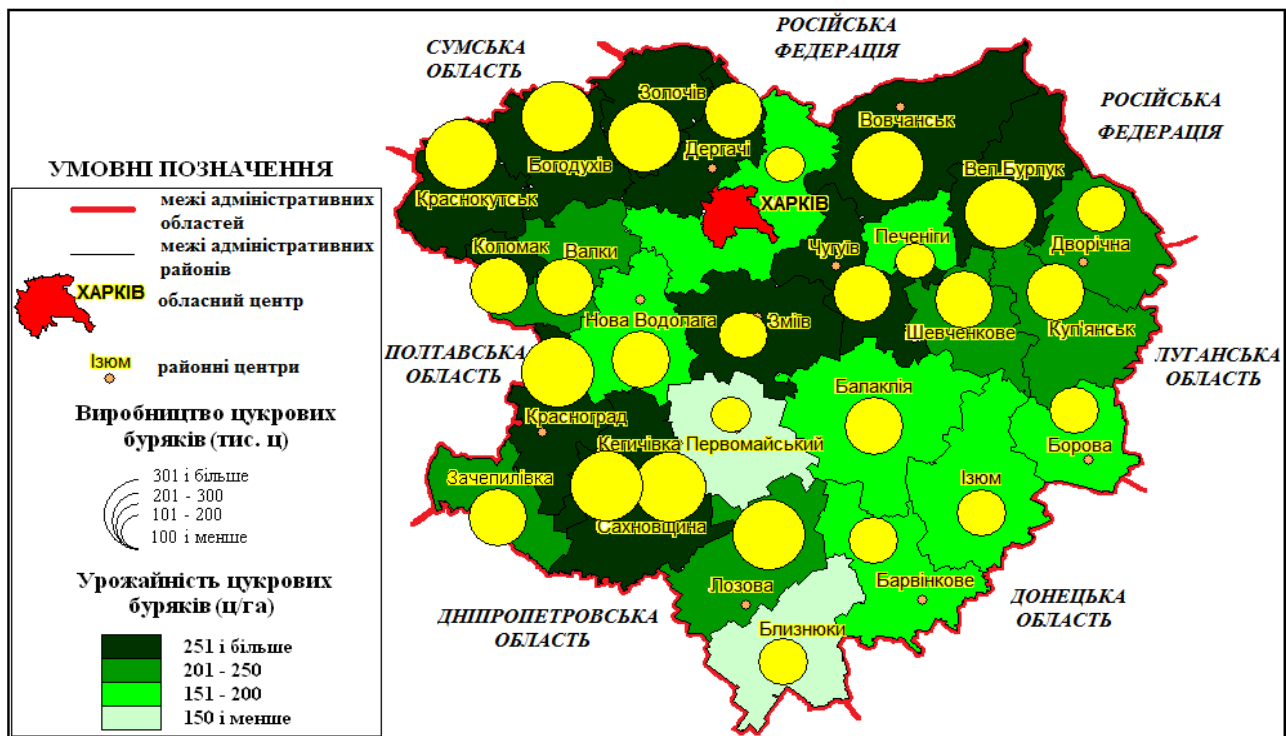 СУМСЬКА
ОБЛАСТЬ
РОСІЙСЬКА
ФЕДЕРАЦІЯ
РОСІЙСЬКА
ФЕДЕРАЦІЯ
УМОВНІ ПОЗНАЧЕННЯ
межі адміністративних
областей
межі адміністративних
районів
ХАРКІВ
обласний центр
Ізюм
районні центри
Виробництво цукрових
буряків (тис. ц)
301 і більше
201 - 300
101 - 200
100 і менше
Урожайність цукрових
буряків (ц/га)
251 і більше
201 - 250
151 - 200
150 і менше
Золочів
Вовчанськ
Дергачі
Богодухів
Вел.Бурлук
Краснокутськ
ХАРКІВ
Печеніги
Коломак
Валки
Чугуїв
Дворічна
Нова Водолага
Зміїв
Шевченкове
Куп'янськ
ПОЛТАВСЬКА
ОБЛАСТЬ
ЛУГАНСЬКА
ОБЛАСТЬ
Балаклія
Красноград
Кегичівка
Первомайський
Борова
Зачепилівка
Ізюм
Сахновщина
Лозова
Барвінкове
ДНІПРОПЕТРОВСЬКА
ОБЛАСТЬ
ДОНЕЦЬКА
ОБЛАСТЬ
Близнюки